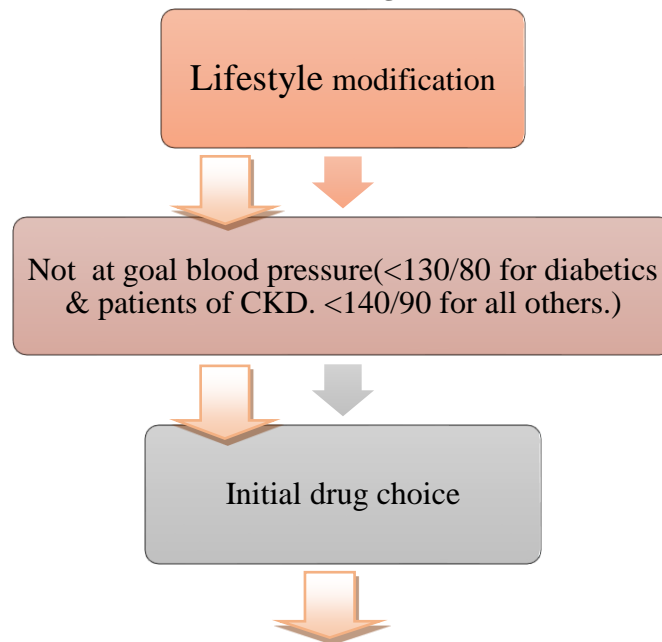 Lifestyle modification
Not at goal blood pressure(<130/80 for diabetics
& patients of CKD. <140/90 for all others.)
Initial drug choice